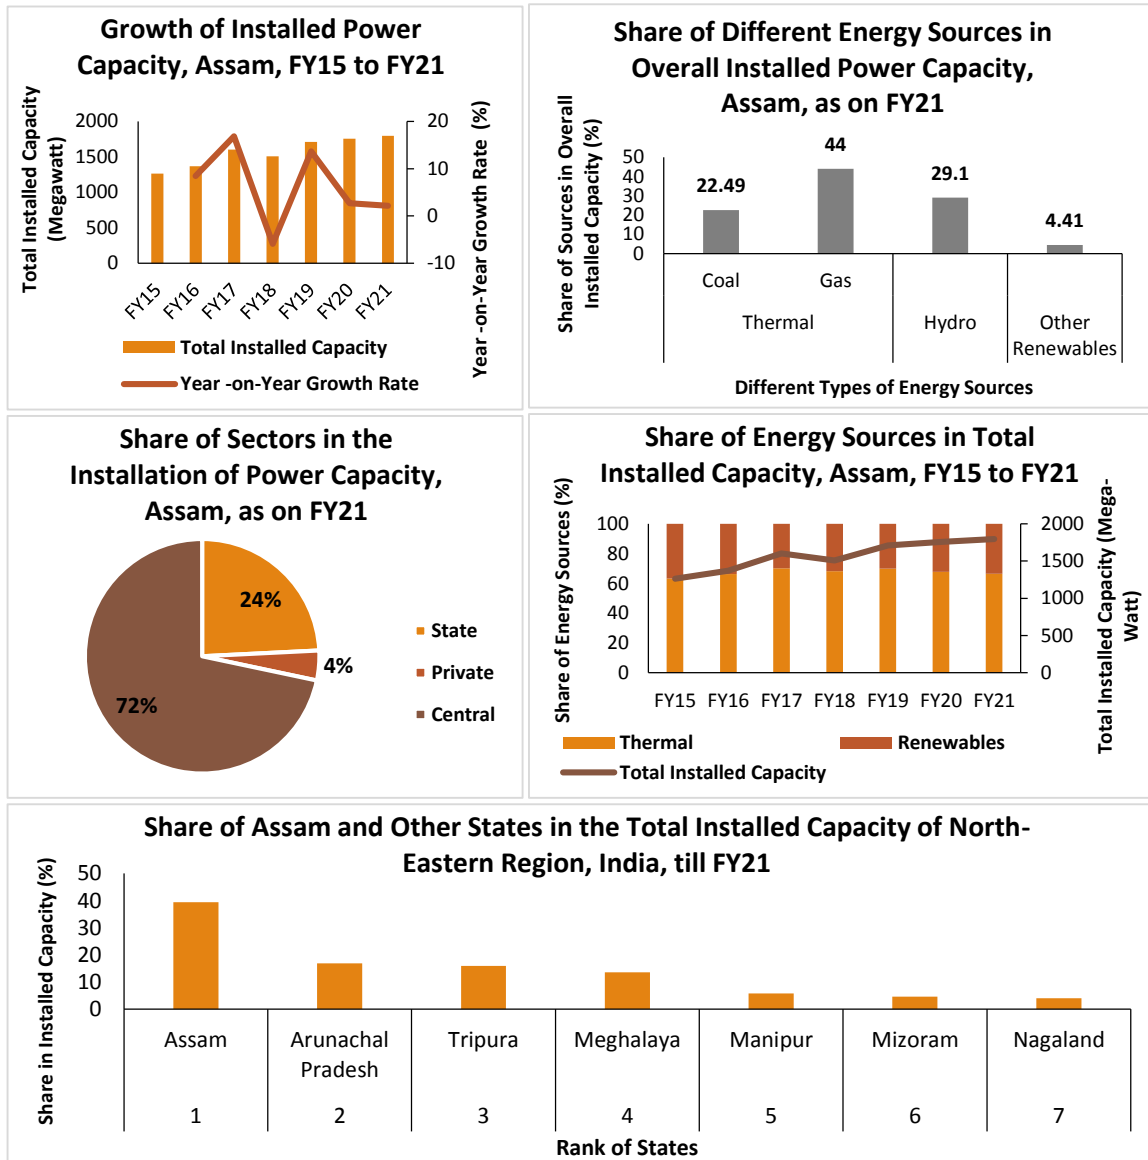 Growth of Installed Power
Capacity, Assam, FY15 to FY21
Total Installed Capacity
(Megawatt)
2000
1500
1000
500
0
20
10
0
-10
Year -on-Year Growth Rate (%)
FY15
FY16
FY17
FY18
FY19
FY20
FY21
Total Installed Capacity
Year -on-Year Growth Rate
Share of Different Energy Sources in
Overall Installed Power Capacity,
Assam, as on FY21
Share of Sources in Overall
Installed Capacity (%)
50
40
30
20
10
0
22.49
44
29.1
4.41
Coal
Gas
Thermal
Hydro
Other
Renewables
Different Types of Energy Sources
Share of Sectors in the
Installation of Power Capacity,
Assam, as on FY21
24%
4%
72%
State
Private
Central
Share of Energy Sources in Total
Installed Capacity, Assam, FY15 to FY21
Share of Energy Sources (%)
100
80
60
40
20
0
2000
1500
1000
500
0
Total Installed Capacity (Mega-
Watt)
FY15
FY16
FY17
FY18
FY19
FY20
FY21
Thermal
Renewables
Total Installed Capacity
Share of Assam and Other States in the Total Installed Capacity of North-
Eastern Region, India, till FY21
Share in Installed Capacity (%)
50
40
30
20
10
0
Assam
Arunachal
Pradesh
Tripura
Meghalaya
Manipur
Mizoram
Nagaland
1
2
3
4
5
6
7
Rank of States